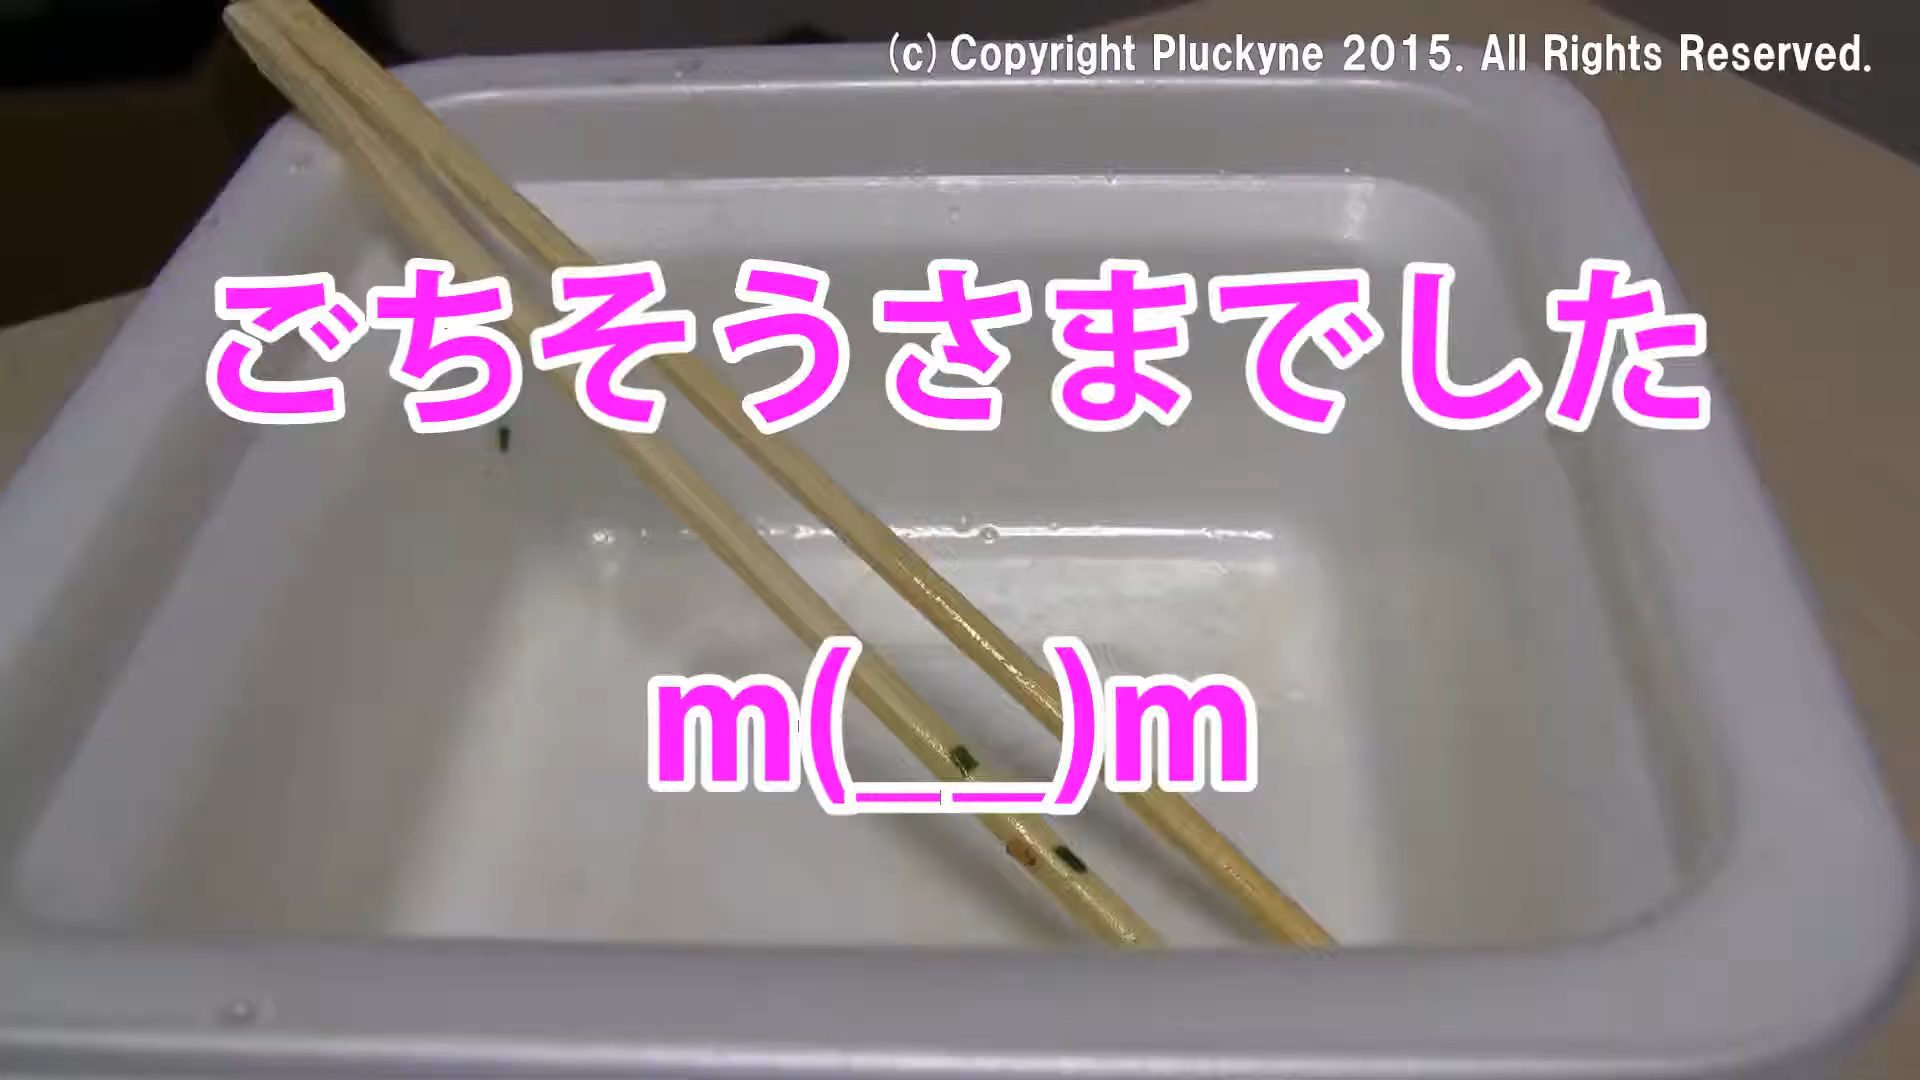 (c) Copyright Pluckyne 2015. All Rights Reserved.
ごちそうさまでした
m(__)m